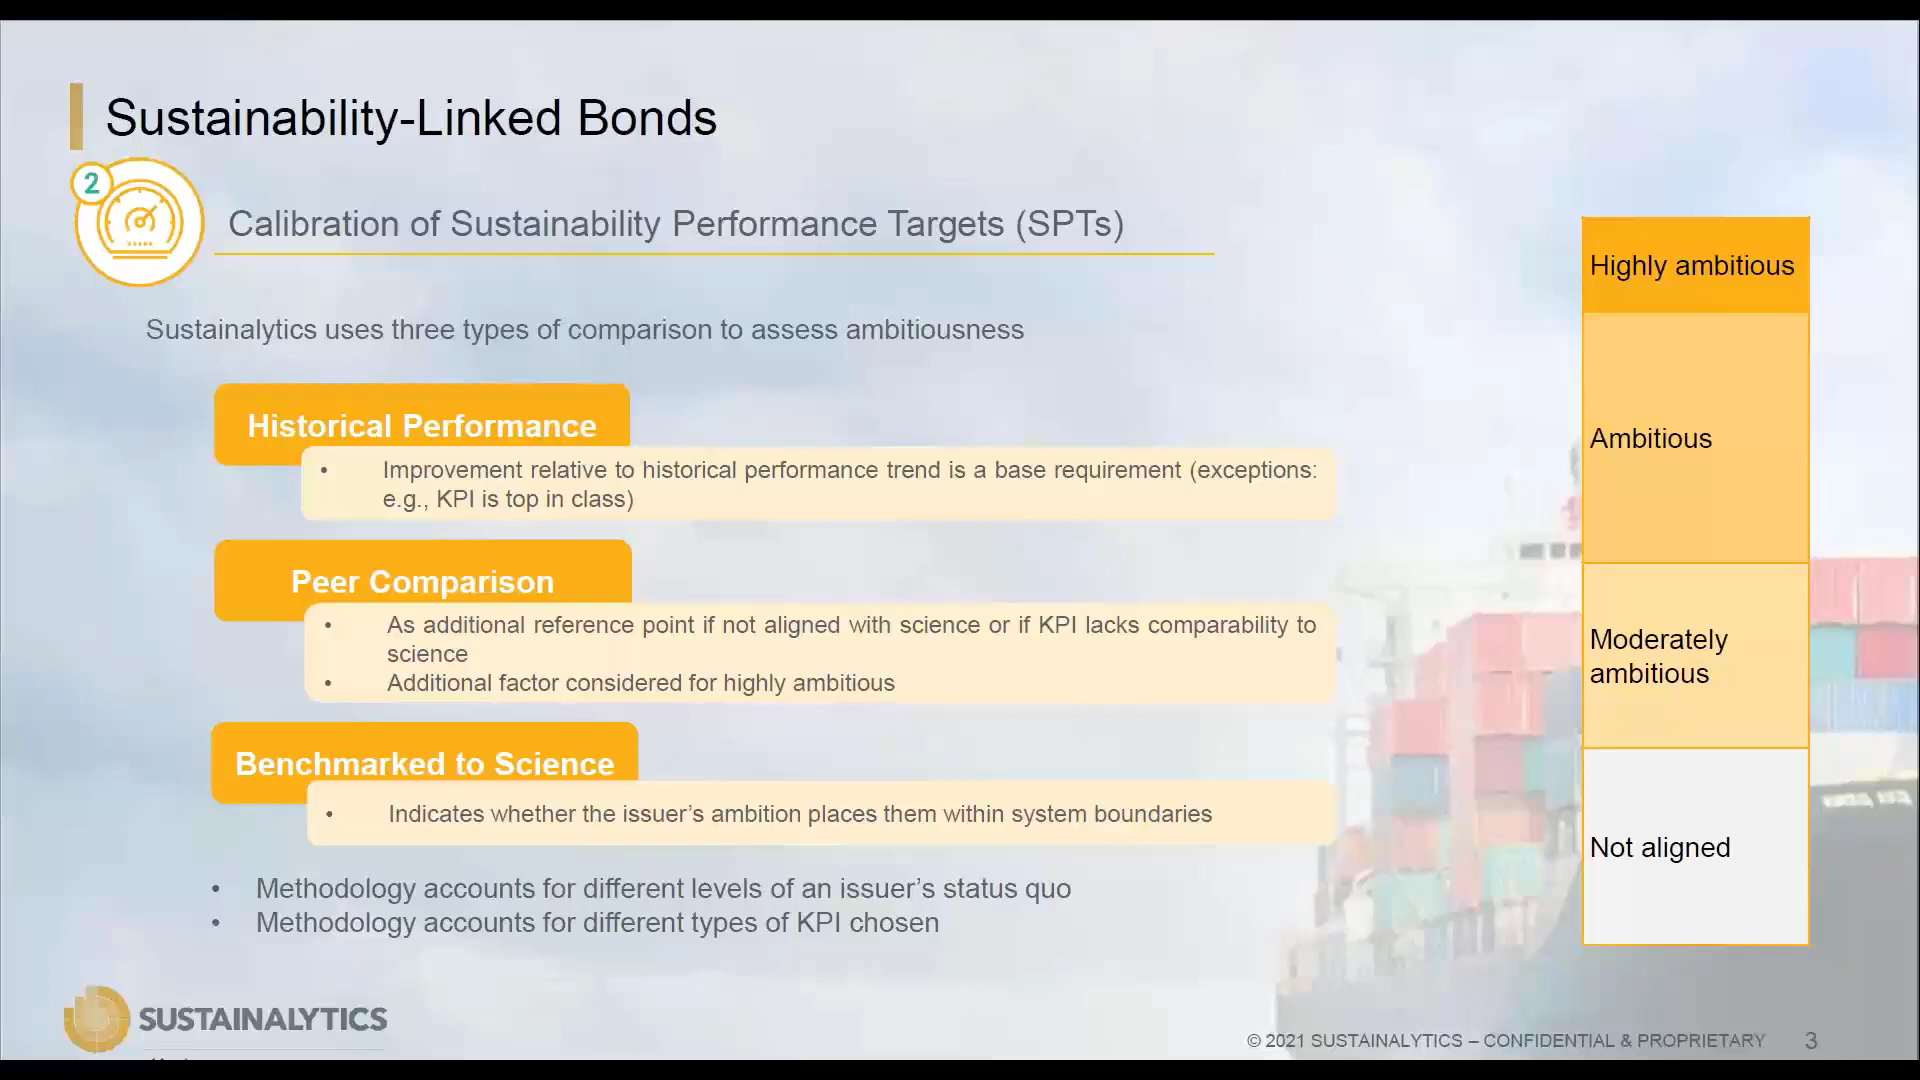 Sustainability-Linked Bonds
2
Calibration of Sustainability Performance Targets (SPTs)
Sustainalytics uses three types of comparison to assess ambitiousness
Historical Performance
• Improvement relative to historical performance trend is a base requirement (exceptions:
e.g., KPI is top in class)
Peer Comparison
• As additional reference point if not aligned with science or if KPI lacks comparability to
science
• Additional factor considered for highly ambitious
Benchmarked to Science
• Indicates whether the issuer’s ambition places them within system boundaries
• Methodology accounts for different levels of an issuer’s status quo
• Methodology accounts for different types of KPI chosen
Highly ambitious
Ambitious
Moderately
ambitious
Not aligned
SUSTAINALYTICS
© 2021 SUSTAINALYTICS – CONFIDENTIAL & PROPRIETARY
3